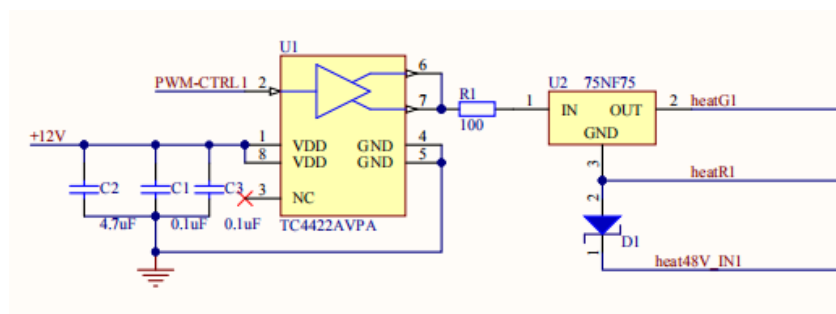 U1
PWM-CTRL1 2 6
7
R1
100
U2 75NF75
1 IN OUT 2 heatG1
GND
3
+12V
1 VDD GND 4
8 VDD GND 5
3 NC
C2 C1 C3
4.7uF 0.1uF 0.1uF
TC4422AVPA
heatR1
2
D1
1
heat48V_IN1